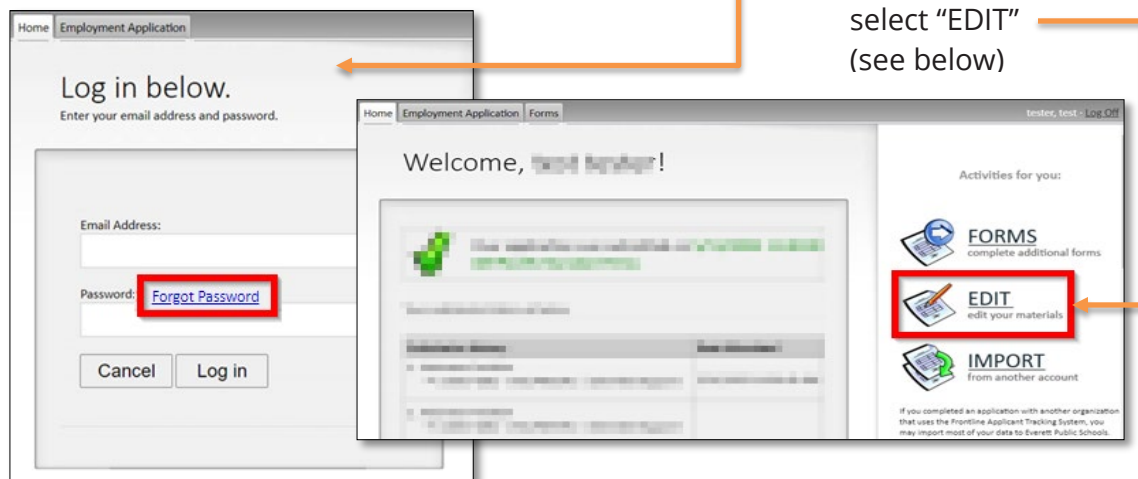 select “EDIT”
(see below)
Home Employment Application
Log in below.
Enter your email address and password.
Email Address:
Password: Forgot Password
Cancel Log in
Home Employment Application Forms
tester, test - Log Off
Welcome, !
Activities for you:
FORMS
complete additional forms
EDIT
edit your materials
IMPORT
from another account
If you completed an application with another organization
that uses the Frontline Applicant Tracking System, you
may import most of your data to Everett Public Schools.